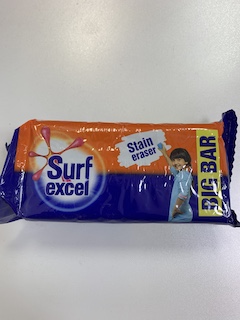 Surf
excel
Stain
eraser
BIG BAR